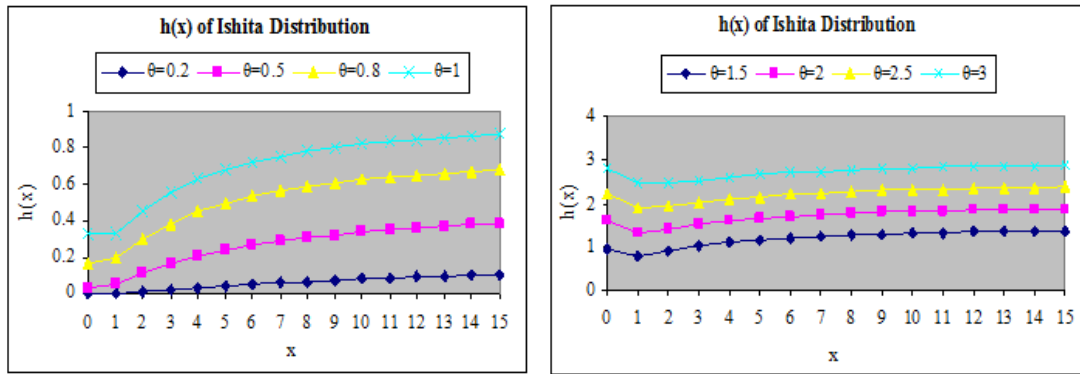 h(x) of Ishita Distribution
θ=0.2 θ=0.5 θ=0.8 θ=1
1
0.8
0.6
0.4
0.2
0
h(x)
0 1 2 3 4 5 6 7 8 9 10 11 12 13 14 15
x
h(x) of Ishita Distribution
θ=1.5 θ=2 θ=2.5 θ=3
4
3
2
1
0
h(x)
0 1 2 3 4 5 6 7 8 9 10 11 12 13 14 15
x